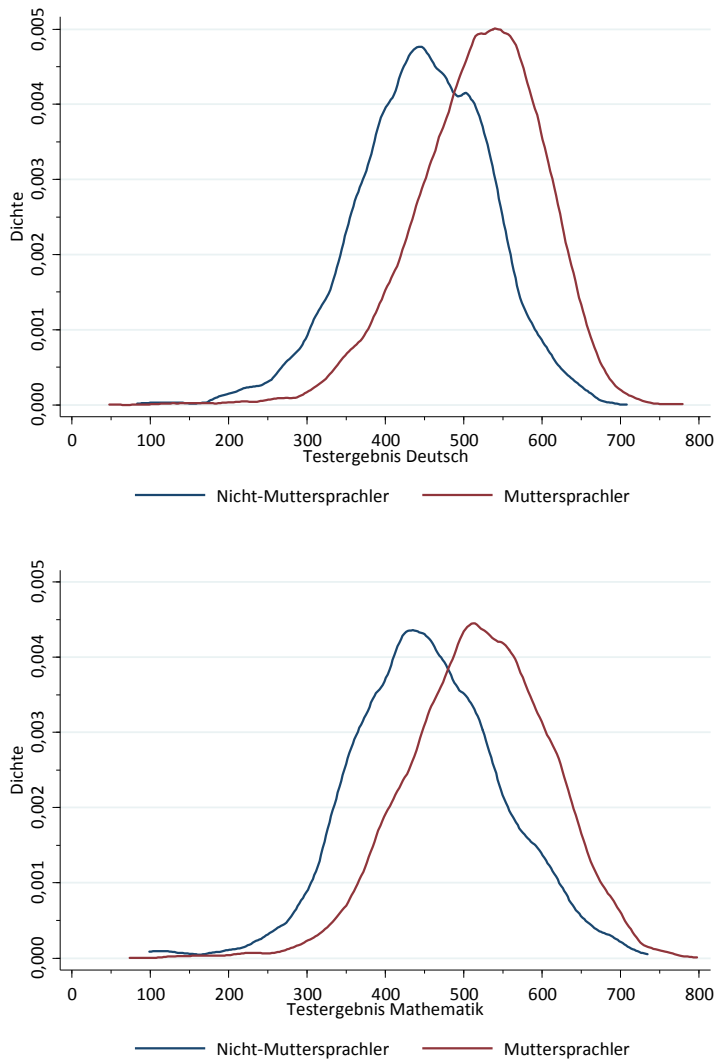 0,005
0,004
0,003
0,002
0,001
0,000
Dichte
0 100 200 300 400 500 600 700 800
Testergebnis Deutsch
Nicht-Muttersprachler Muttersprachler
0,005
0,004
0,003
0,002
0,001
0,000
Dichte
0 100 200 300 400 500 600 700 800
Testergebnis Mathematik
Nicht-Muttersprachler Muttersprachler